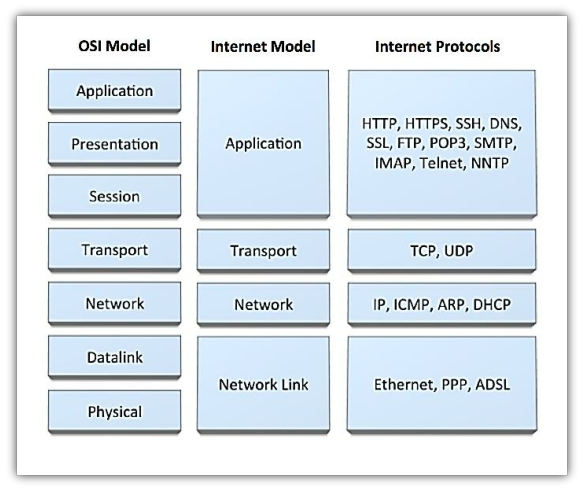 OSI Model
Internet Model
Internet Protocols
Application
Presentation
Session
Transport
Network
Datalink
Physical
Application
Transport
Network
Network Link
HTTP, HTTPS, SSH, DNS,
SSL, FTP, POP3, SMTP,
IMAP, Telnet, NNTP
TCP, UDP
IP, ICMP, ARP, DHCP
Ethernet, PPP, ADSL